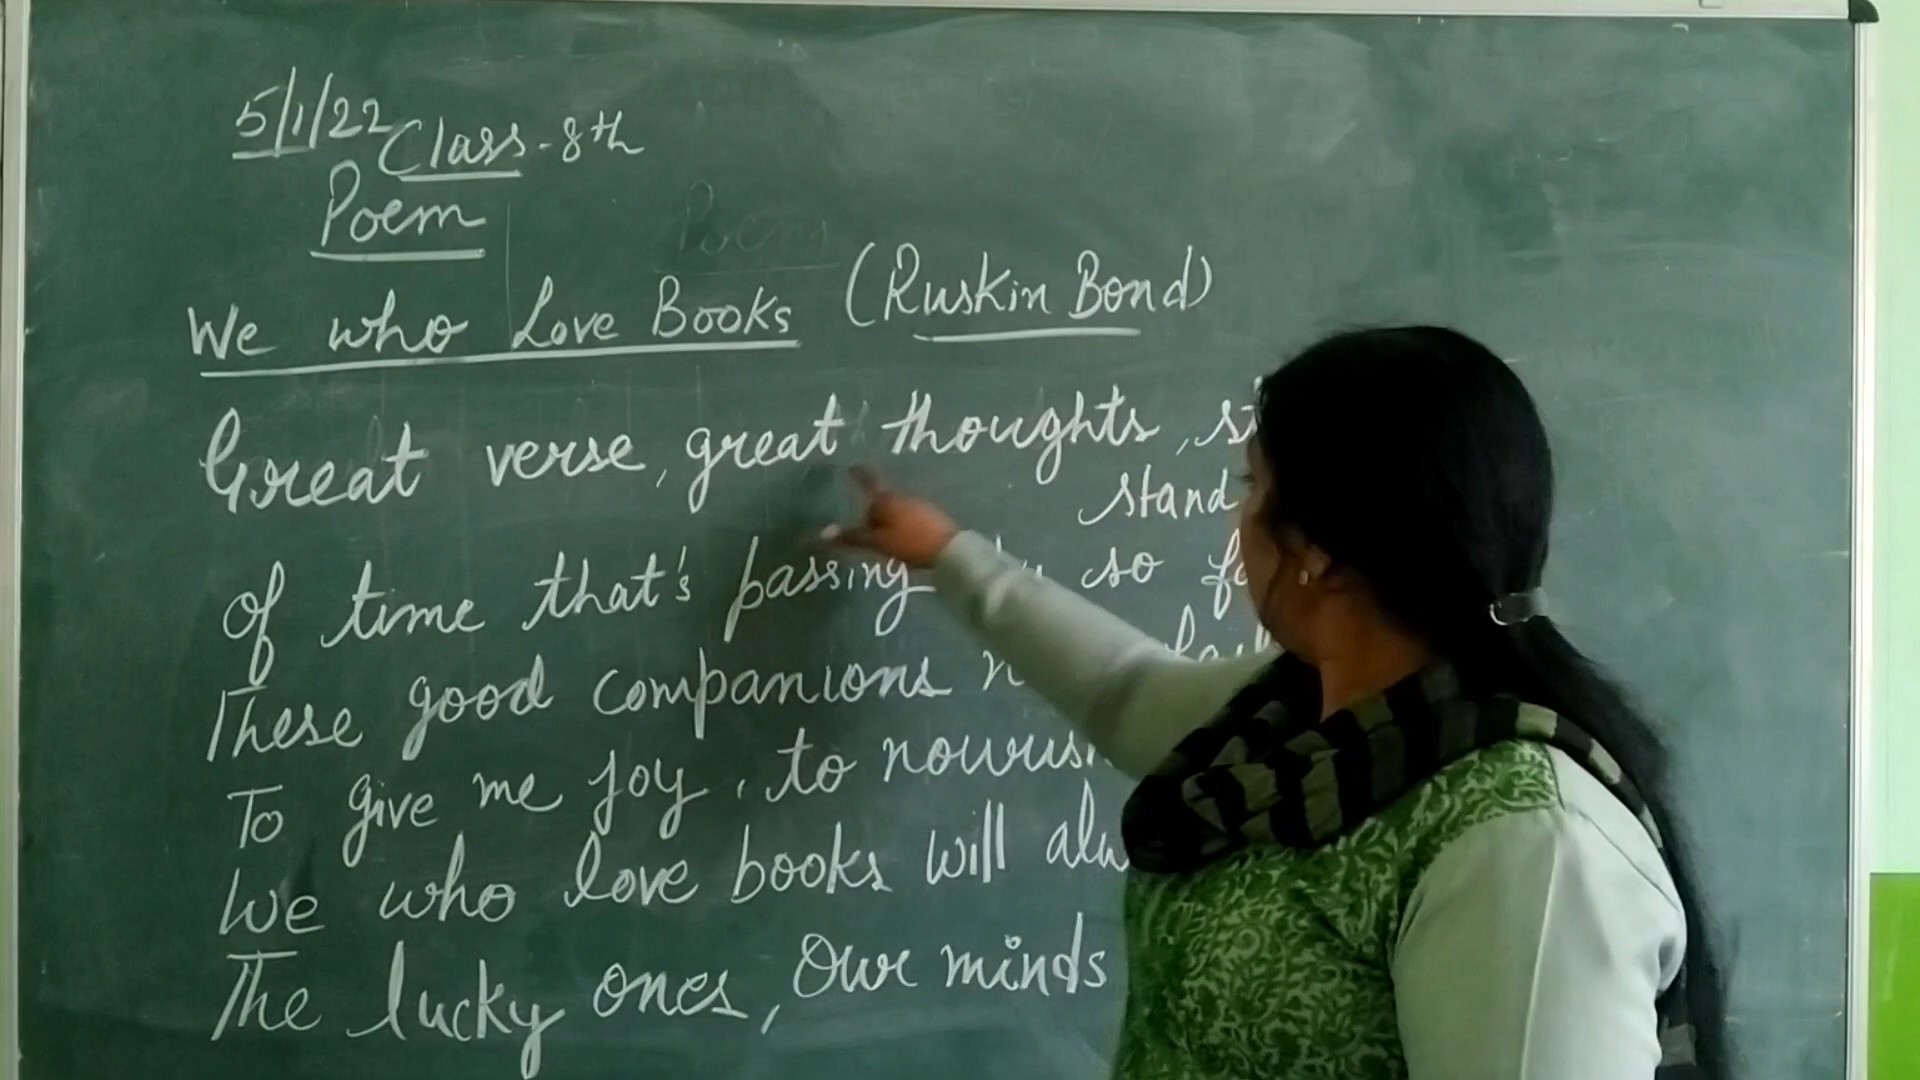 5/1/22 Class - 8th
Poem
Poems
We who Love Books (Ruskin Bond)
Great verse, great thoughts,
stand
of time that's passing so
These good companions
To give me joy, to
We who love books will
The lucky ones, Our minds